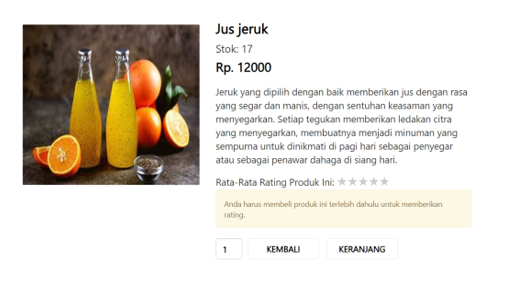 Jus jeruk
Stok: 17
Rp. 12000
Jeruk yang dipilih dengan baik memberikan jus dengan rasa
yang segar dan manis, dengan sentuhan keasaman yang
menyegarkan. Setiap tegukan memberikan ledakan citra
yang menyegarkan, membuatnya menjadi minuman yang
sempurna untuk dinikmati di pagi hari sebagai penyegar
atau sebagai penawar dahaga di siang hari.
Rata-Rata Rating Produk Ini: ★★★★★
Anda harus membeli produk ini terlebih dahulu untuk memberikan
rating.
1 KEMBALI KERANJANG